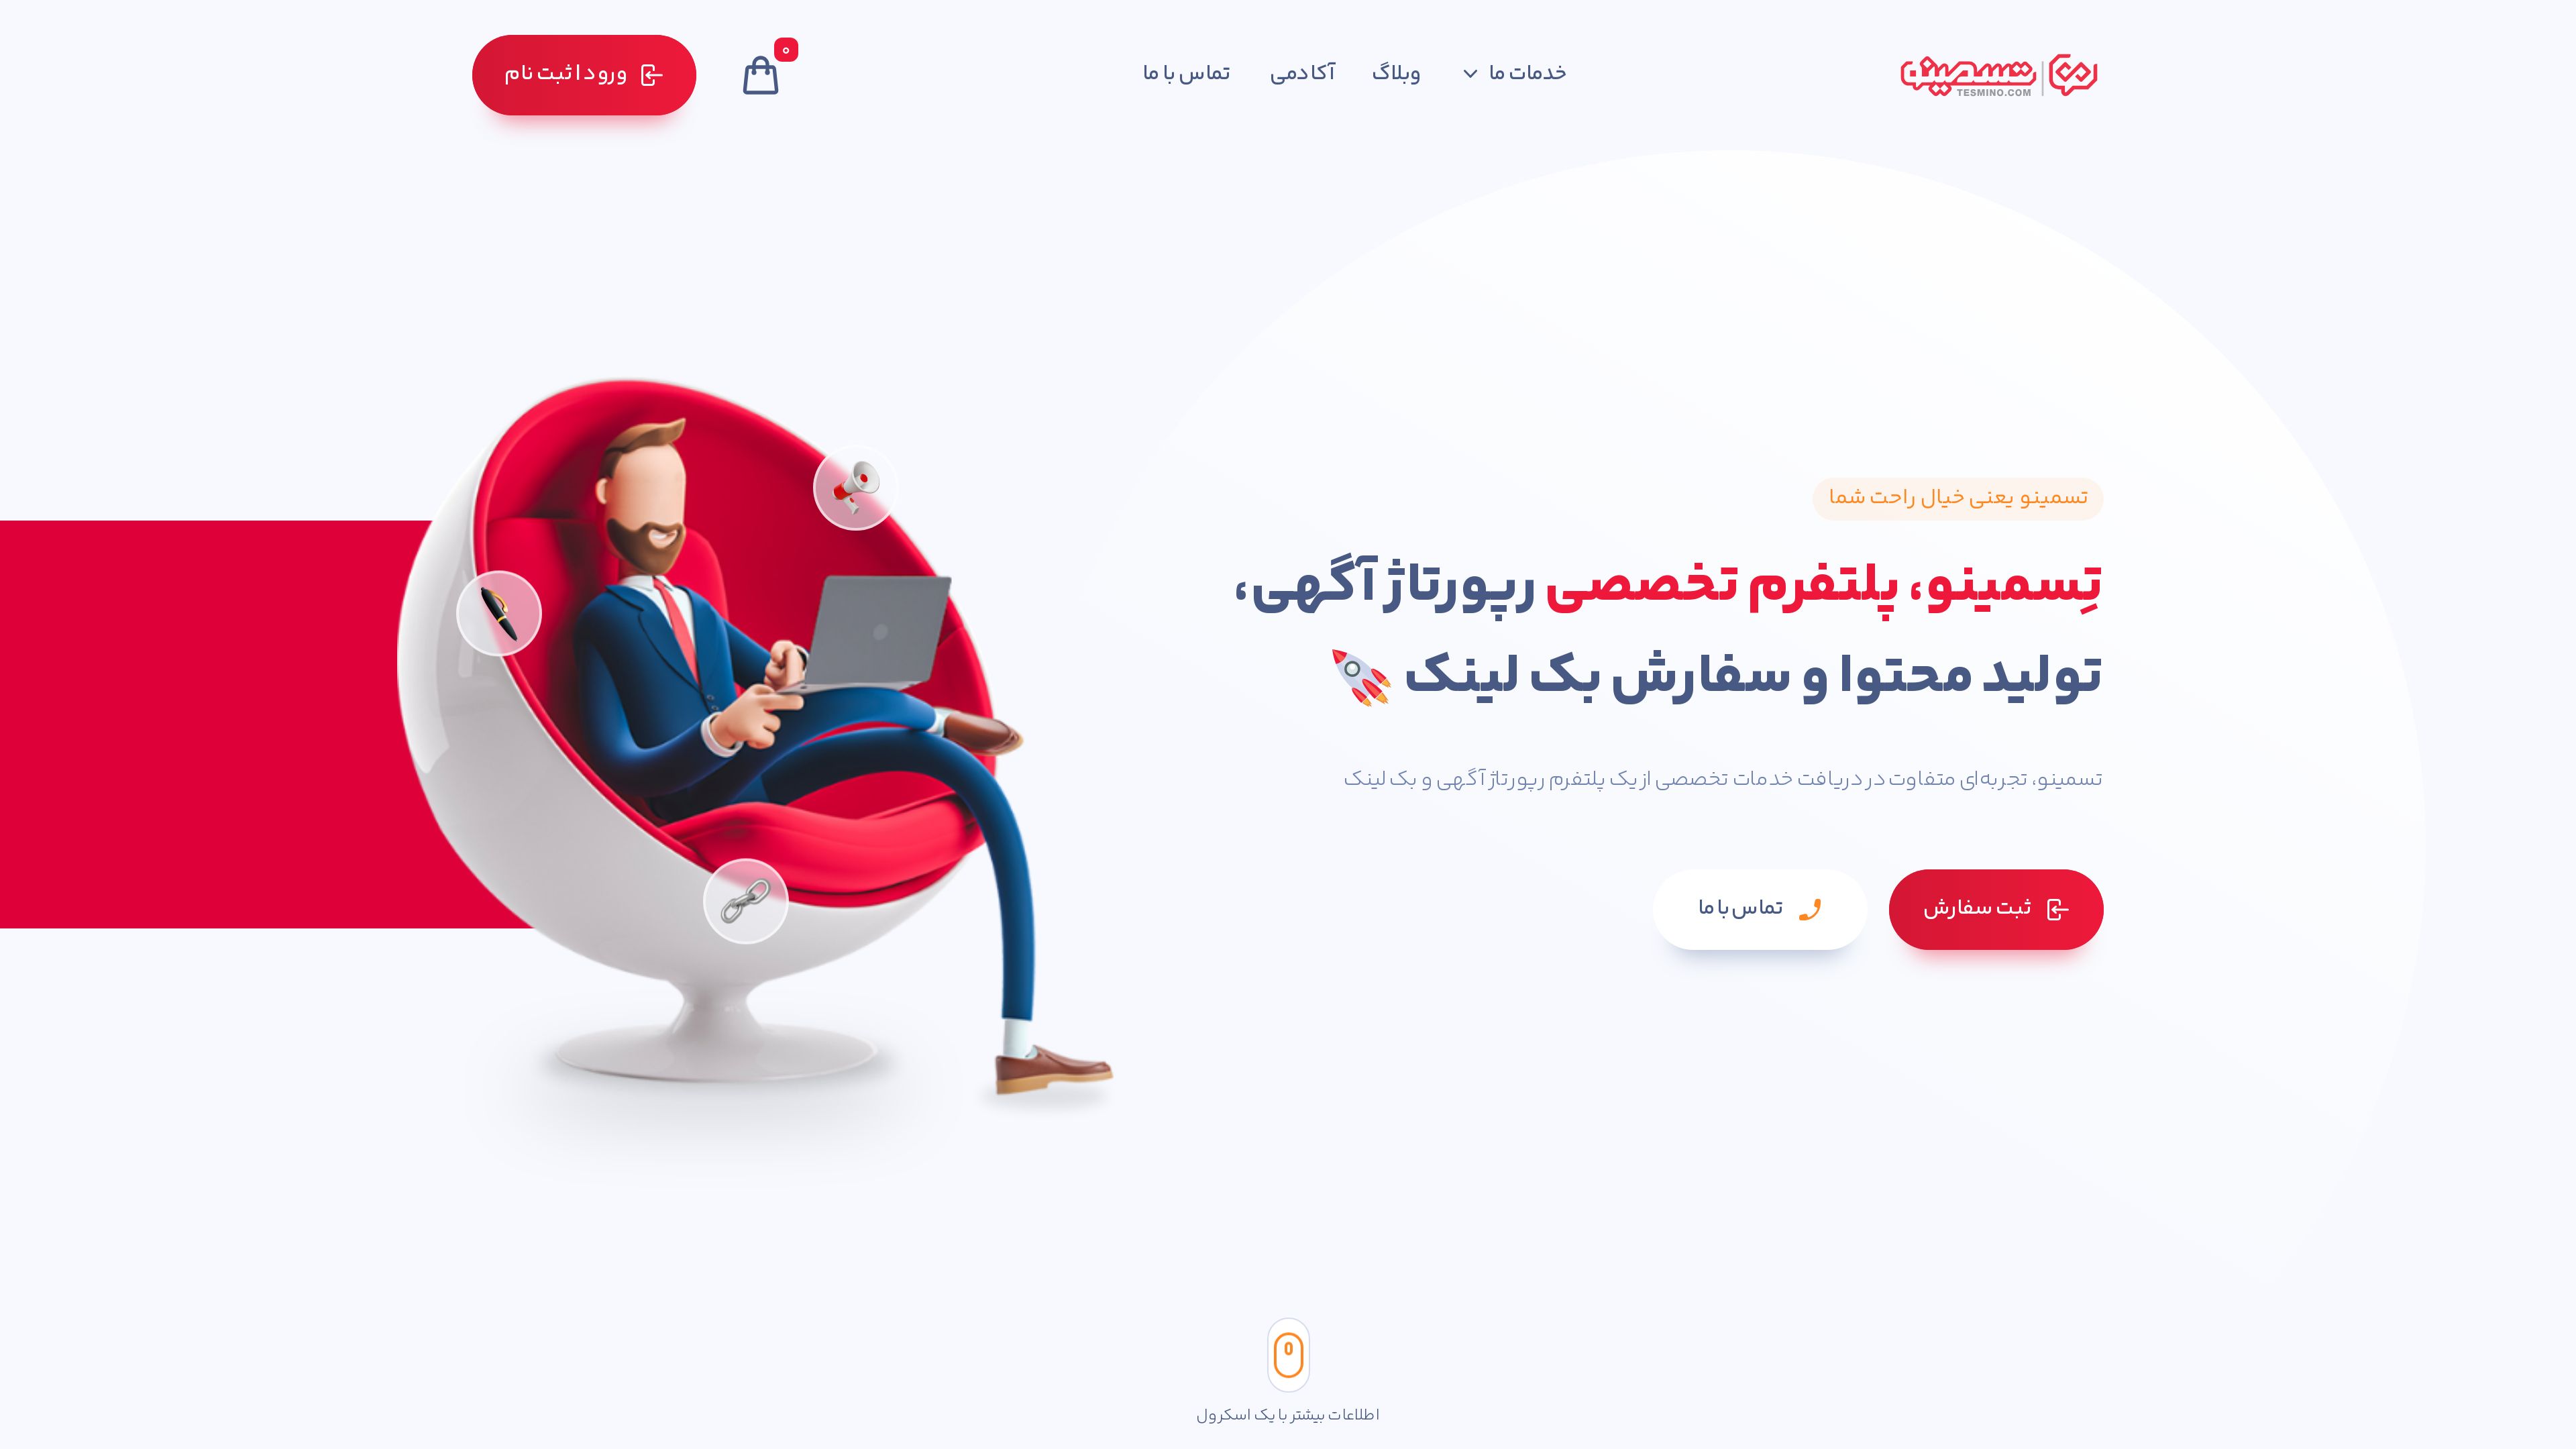 تسمینو
TESMINO.COM
خدمات ما
وبلاگ
آکادمی
تماس با ما
۰
ورود | ثبت نام
تسمینو یعنی خیال راحت شما
تِسمینو، پلتفرم تخصصی رپورتاژ آگهی،
تولید محتوا و سفارش بک لینک 🚀
تسمینو، تجربه‌ای متفاوت در دریافت خدمات تخصصی از یک پلتفرم رپورتاژ آگهی و بک لینک
ثبت سفارش
تماس با ما
اطلاعات بیشتر با یک اسکرول